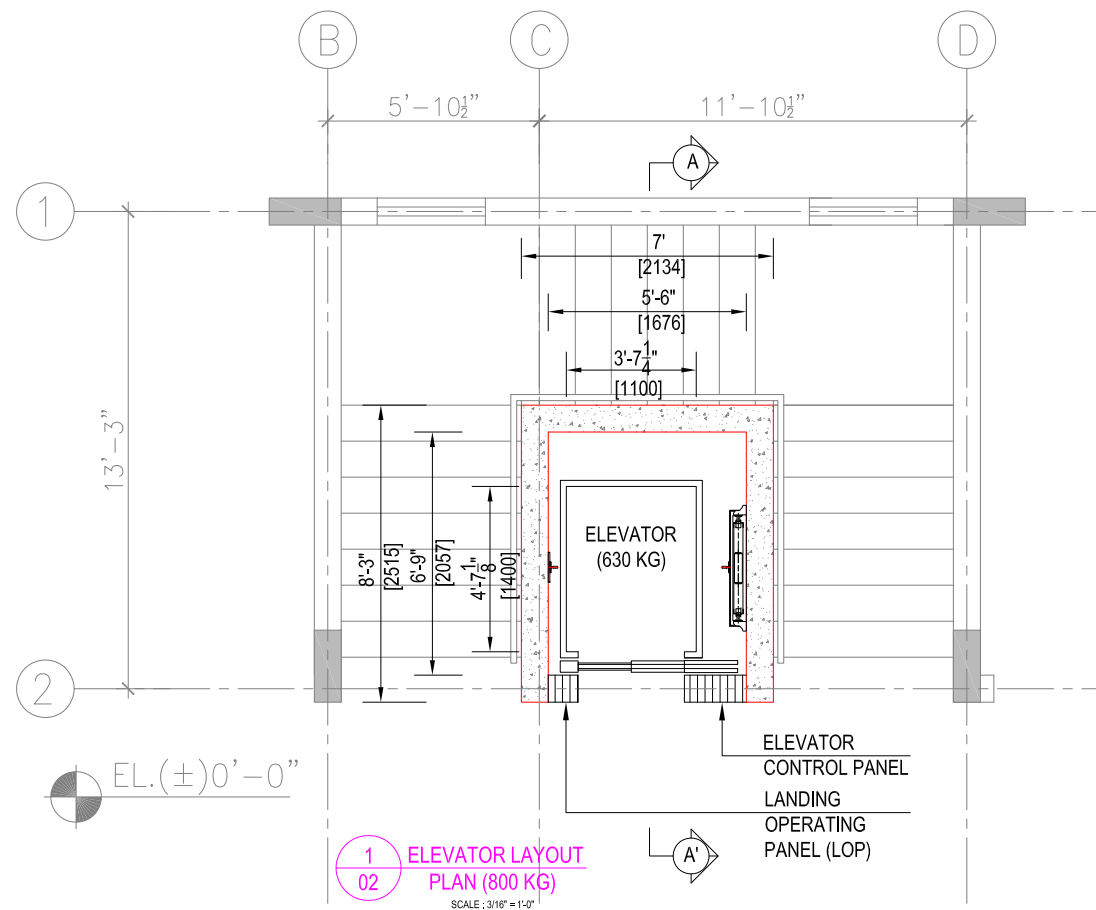 B
C
D
5'-10½"
11'-10½"
A
1
7'
[2134]
5'-6"
[1676]
3'-7¼"
[1100]
13'-3"
8'-3"
[2515]
6'-9"
[2057]
4'-7⅛"
[1400]
ELEVATOR
(630 KG)
2
ELEVATOR
CONTROL PANEL
EL.(±)0'-0"
LANDING
OPERATING
PANEL (LOP)
A'
1
02
ELEVATOR LAYOUT
PLAN (800 KG)
SCALE ; 3/16" = 1'-0"